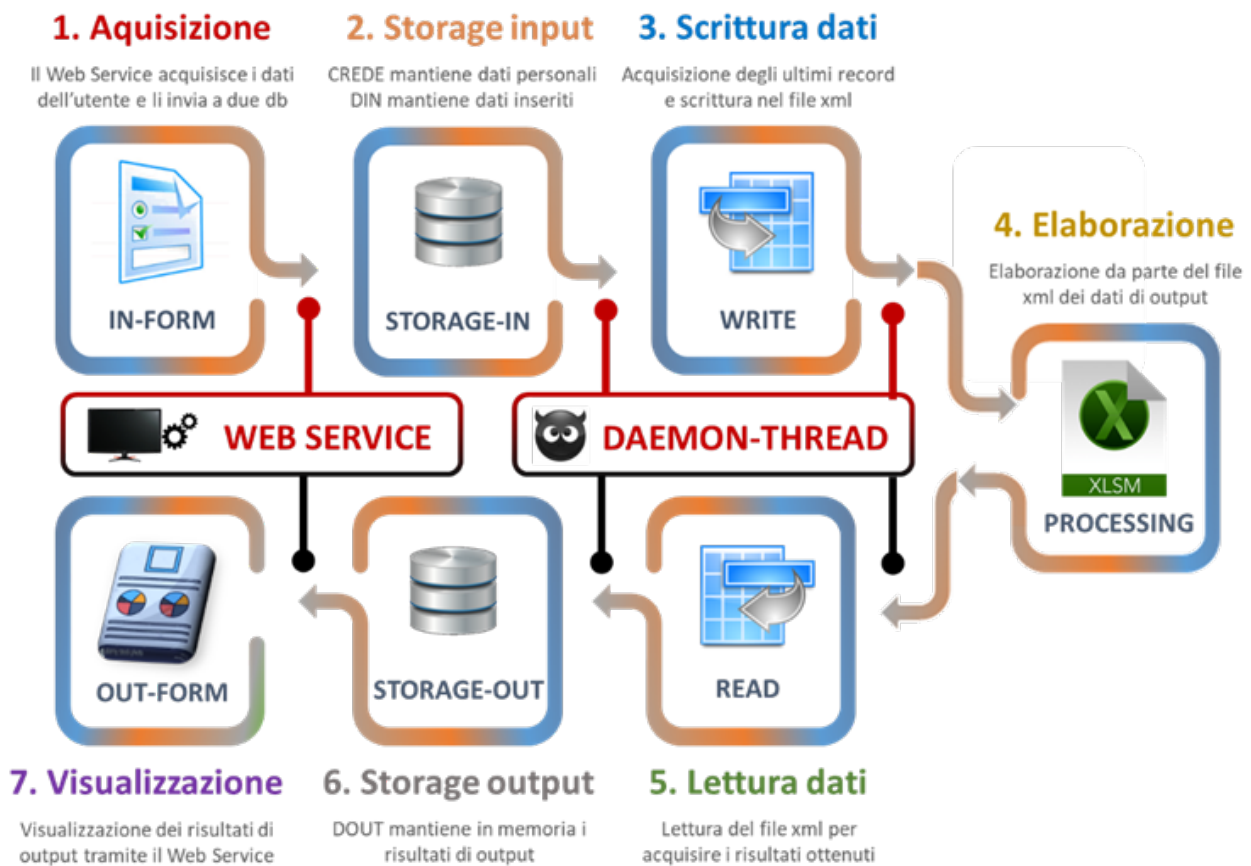 1. Aquisizione
Il Web Service acquisisce i dati
dell'utente e li invia a due db
IN-FORM
2. Storage input
CREDE mantiene dati personali
DIN mantiene dati inseriti
STORAGE-IN
3. Scrittura dati
Acquisizione degli ultimi record
e scrittura nel file xml
WRITE
4. Elaborazione
Elaborazione da parte del file
xml dei dati di output
X
XLSM
PROCESSING
WEB SERVICE
DAEMON-THREAD
READ
5. Lettura dati
Lettura del file xml per
acquisire i risultati ottenuti
STORAGE-OUT
6. Storage output
DOUT mantiene in memoria i
risultati di output
OUT-FORM
7. Visualizzazione
Visualizzazione dei risultati di
output tramite il Web Service